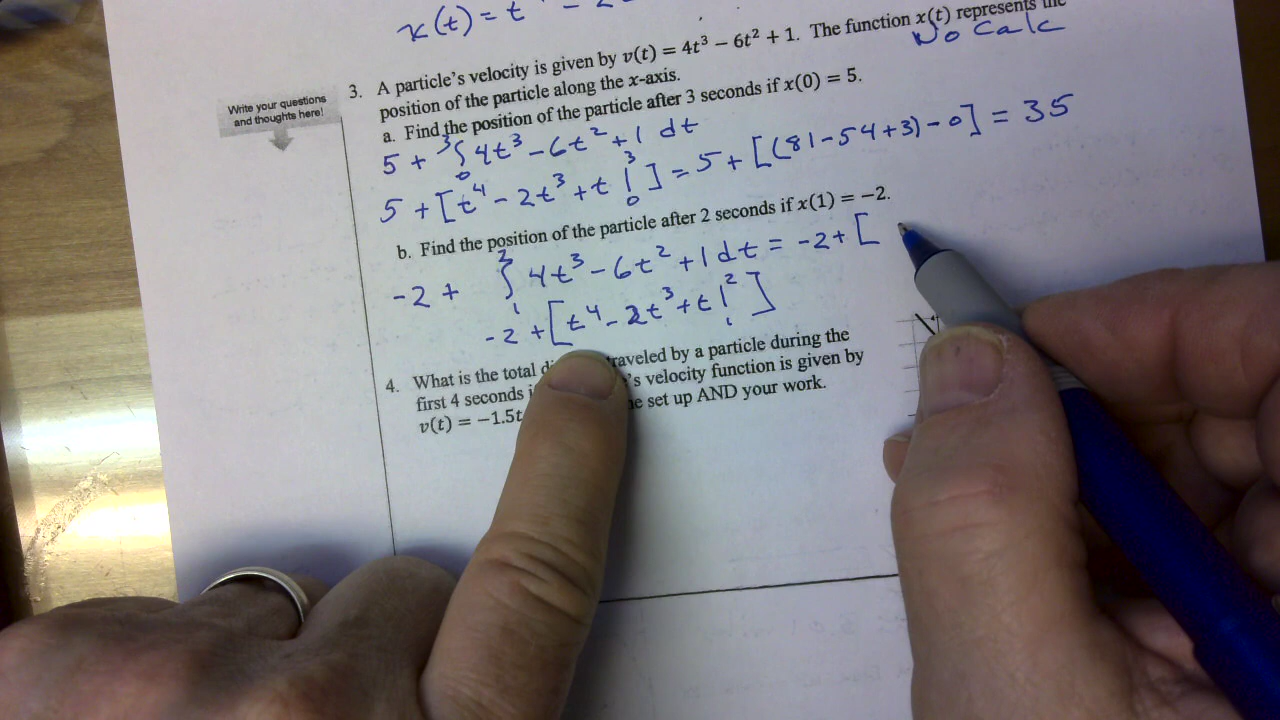 x(t) = t
No Calc
3. A particle's velocity is given by v(t) = 4t³ − 6t² + 1. The function x(t) represents the
position of the particle along the x-axis.
Write your questions
and thoughts here!
a. Find the position of the particle after 3 seconds if x(0) = 5.
5 + ³∫₀ 4t³ − 6t² + 1 dt
5 + [t⁴ − 2t³ + t |₀³ ] = 5 + [(81 − 54 + 3) − 0] = 35
b. Find the position of the particle after 2 seconds if x(1) = −2.
-2 + ∫₁² 4t³ − 6t² + 1 dt = -2 + [
-2 + [t⁴ − 2t³ + t |₁² ]
4. What is the total traveled by a particle during the
first 4 seconds 's velocity function is given by
v(t) = −1.5t set up AND your work.